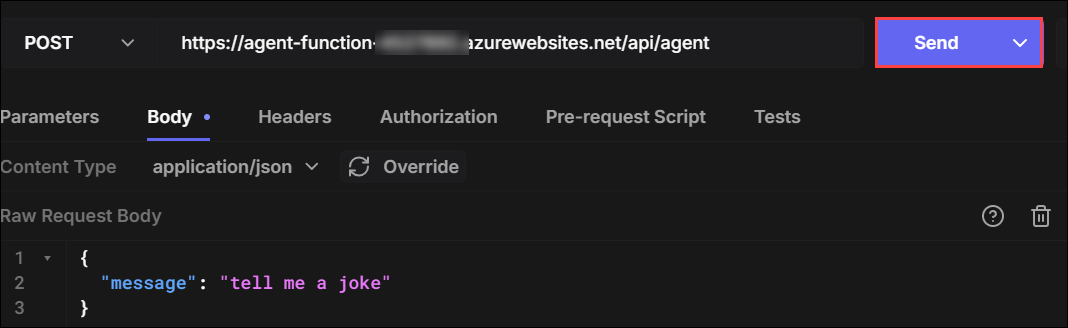 POST https://agent-function- azurewebsites.net/api/agent Send
Parameters Body Headers Authorization Pre-request Script Tests
Content Type application/json Override
Raw Request Body
1 {
2 "message": "tell me a joke"
3 }